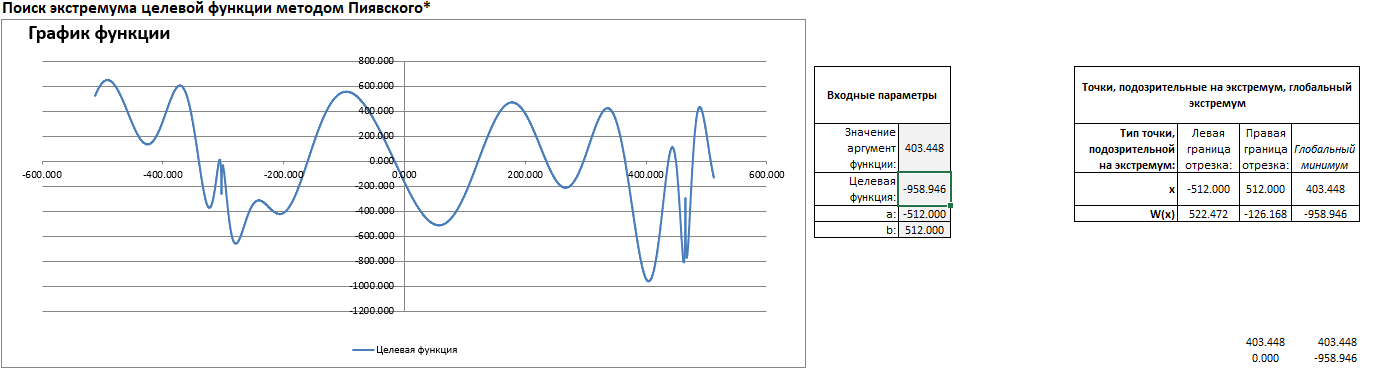 Поиск экстремума целевой функции методом Пиявского*
График функции
800.000
600.000
400.000
200.000
0.000
-600.000
-400.000
-200.000
0.000
200.000
400.000
600.000
-200.000
-400.000
-600.000
-800.000
-1000.000
-1200.000
Целевая функция
Входные параметры
Значение
аргумент
функции:
403.448
Целевая
функция:
-958.946
a: -512.000
b: 512.000
Точки, подозрительные на экстремум, глобальный
экстремум
Тип точки,
подозрительной
на экстремум:
Левая
граница
отрезка:
Правая
граница
отрезка:
Глобальный
минимум
x -512.000 512.000 403.448
W(x) 522.472 -126.168 -958.946
403.448 403.448
0.000 -958.946